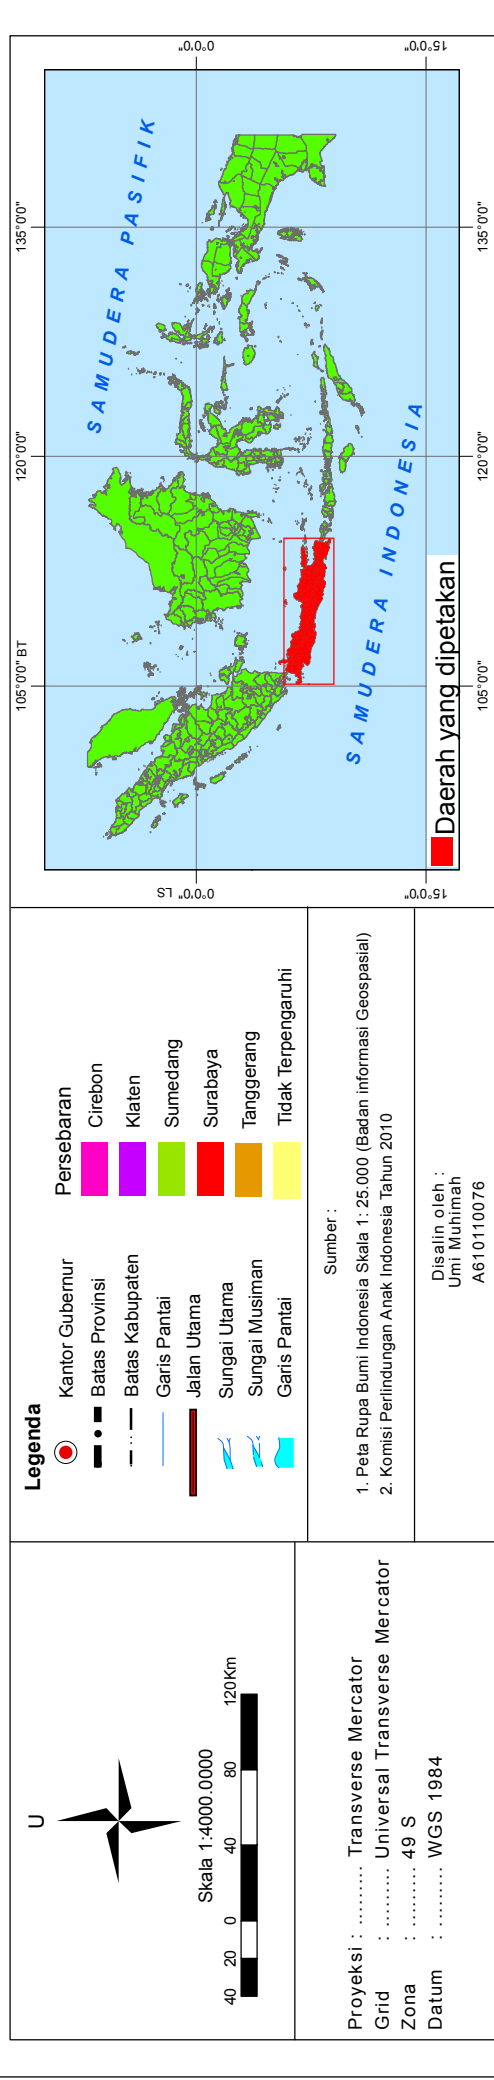 U
Skala 1:4000.0000
40 20 0 40 80 120 Km
Proyeksi : ......... Transverse Mercator
Grid : ......... Universal Transverse Mercator
Zona : ......... 49 S
Datum : ......... WGS 1984
Legenda
Kantor Gubernur
Batas Provinsi
Batas Kabupaten
Garis Pantai
Jalan Utama
Sungai Utama
Sungai Musiman
Garis Pantai
Persebaran
Cirebon
Klaten
Sumedang
Surabaya
Tanggerang
Tidak Terpengaruhi
Sumber :
1. Peta Rupa Bumi Indonesia Skala 1: 25.000 (Badan informasi Geospasial)
2. Komisi Perlindungan Anak Indonesia Tahun 2010
Disalin oleh :
Umi Muhimah
A610110076
105°0'0" BT
120°0'0"
135°0'0"
0°0'0" LS
0°0'0"
SAMUDERA PASIFIK
SAMUDERA INDONESIA
15°0'0"
15°0'0"
Daerah yang dipetakan
105°0'0"
120°0'0"
135°0'0"